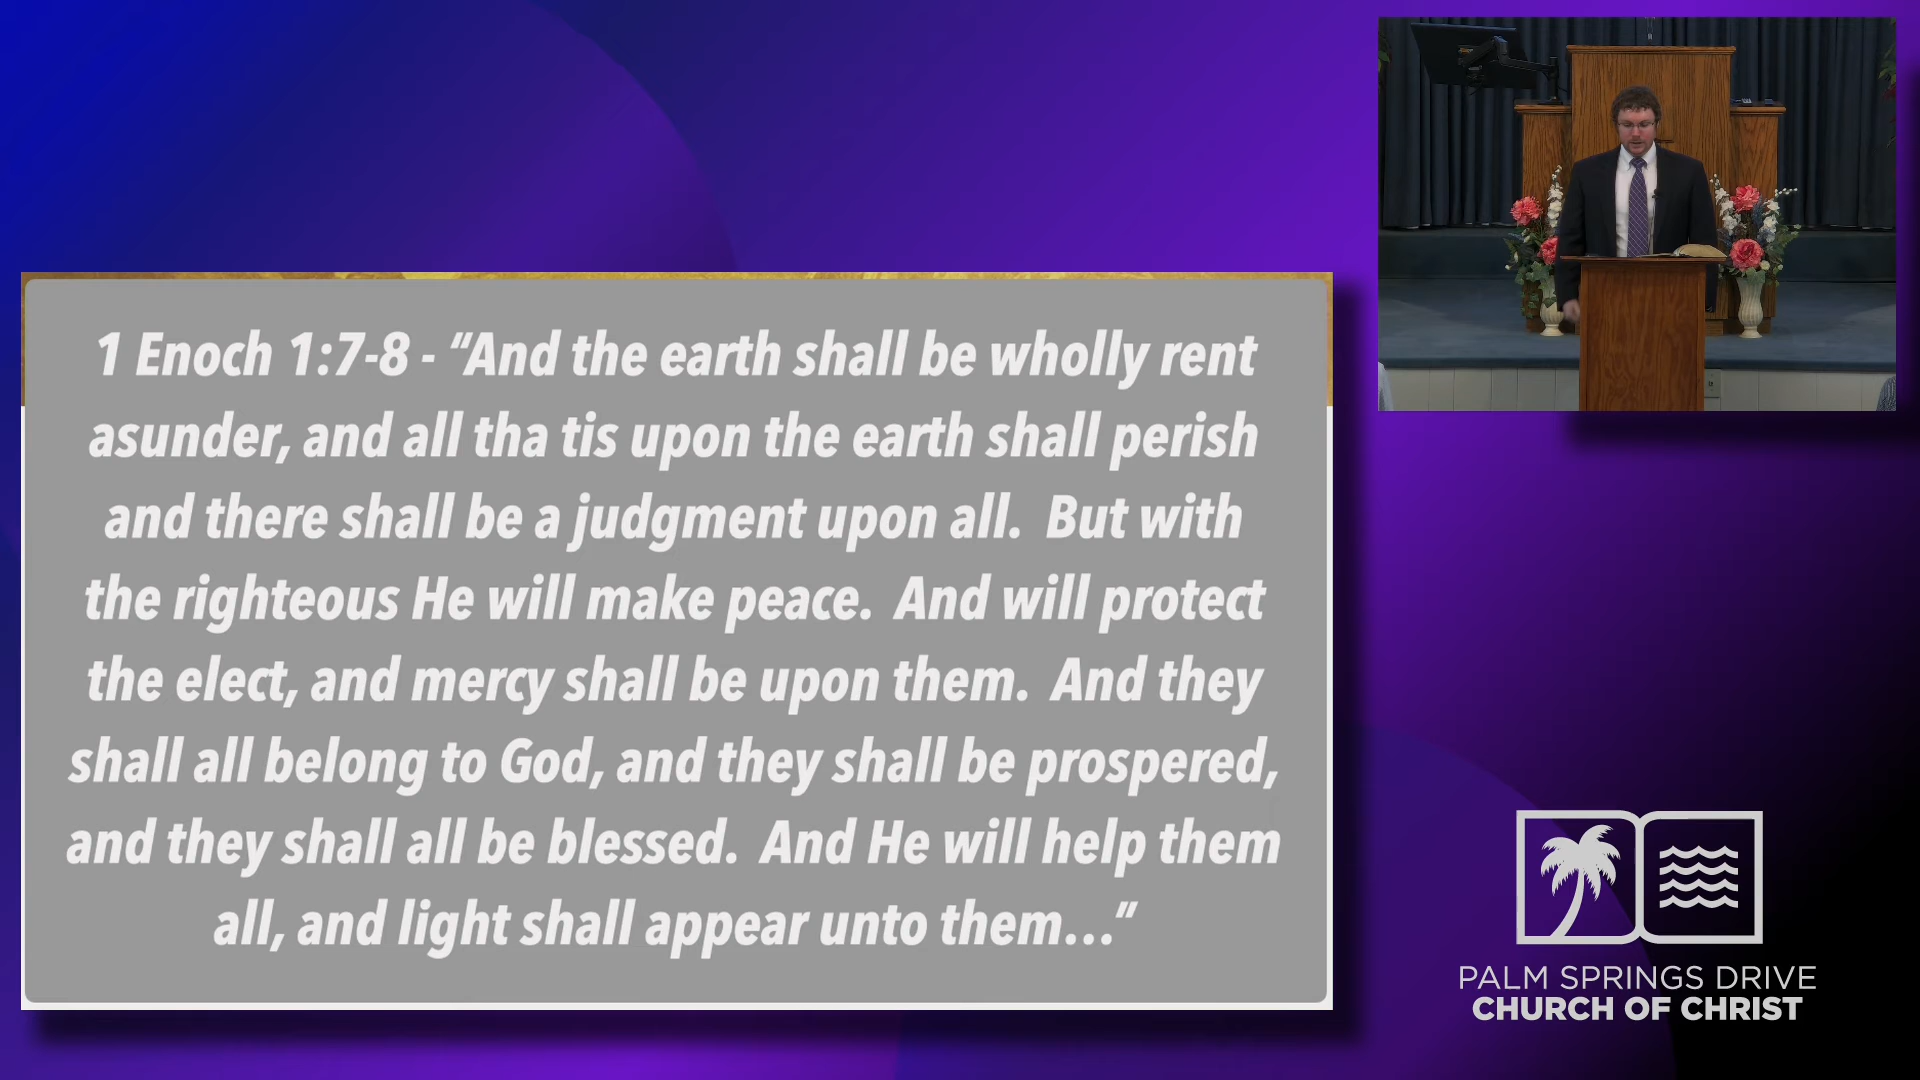 1 Enoch 1:7-8 - “And the earth shall be wholly rent
asunder, and all tha tis upon the earth shall perish
and there shall be a judgment upon all.  But with
the righteous He will make peace.  And will protect
the elect, and mercy shall be upon them.  And they
shall all belong to God, and they shall be prospered,
and they shall all be blessed.  And He will help them
all, and light shall appear unto them…”
PALM SPRINGS DRIVE
CHURCH OF CHRIST